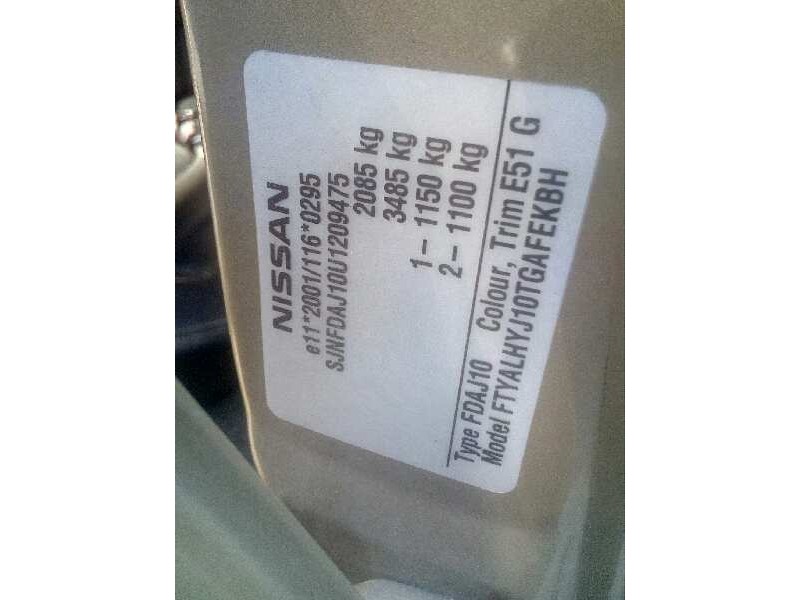 NISSAN
e11*2001/116*0295
SJNFDAJ10U1209475
2085 kg
3485 kg
1– 1150 kg
2– 1100 kg
Type FDAJ10 Colour, Trim E51 G
Model FTYALHYJ10TGAFEKBH